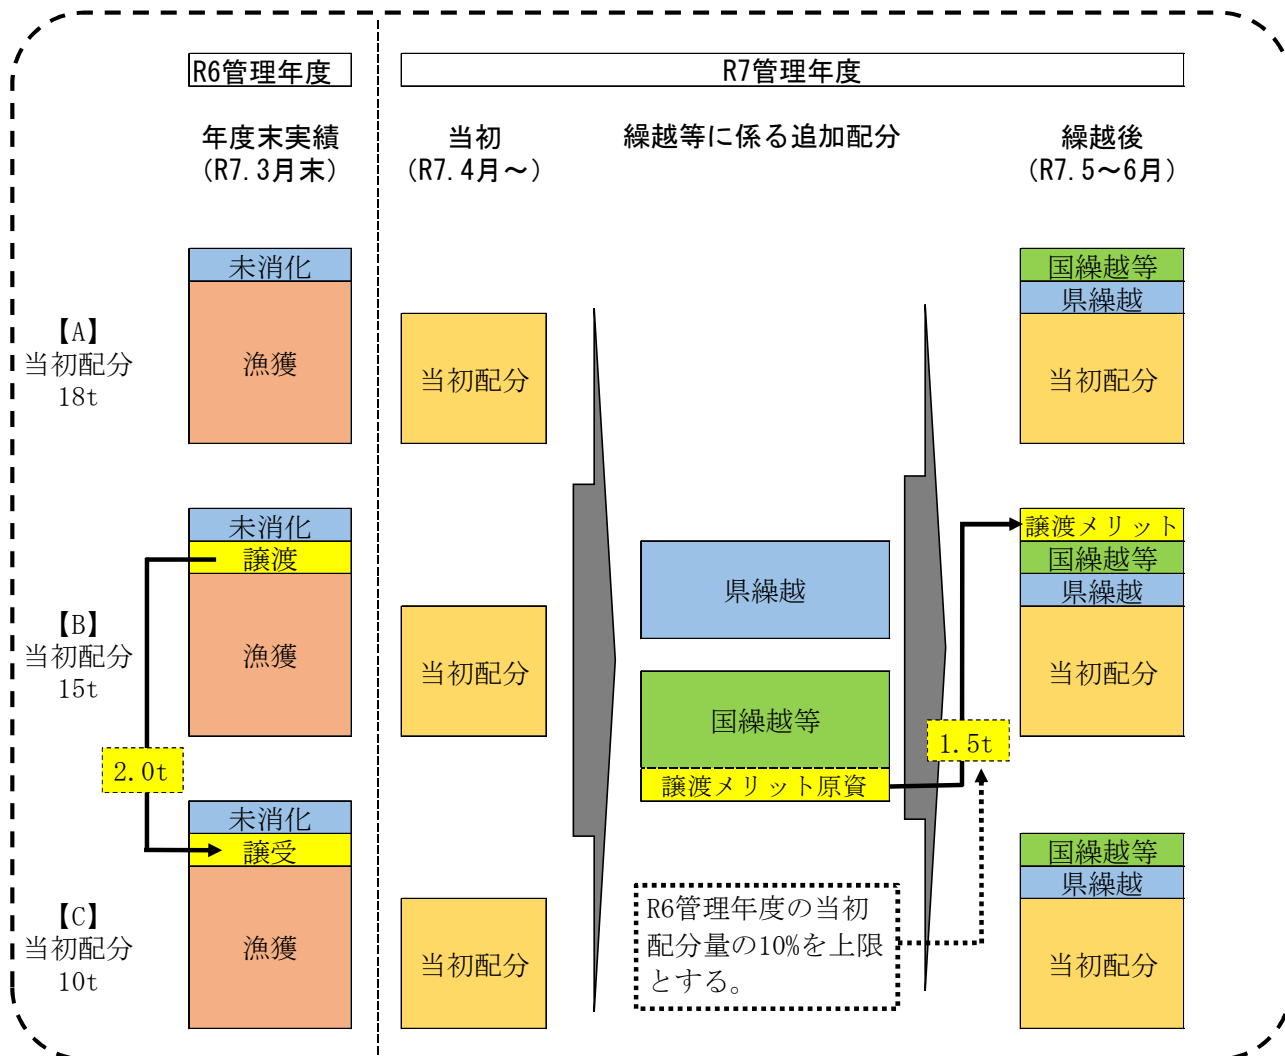 R6管理年度
R7管理年度
年度末実績
(R7.3月末)
当初
(R7.4月～)
繰越等に係る追加配分
繰越後
(R7.5～6月)
【A】
当初配分
18t
未消化
漁獲
当初配分
国繰越等
県繰越
当初配分
【B】
当初配分
15t
未消化
譲渡
漁獲
当初配分
県繰越
国繰越等
譲渡メリット原資
譲渡メリット
国繰越等
県繰越
当初配分
2.0t
1.5t
【C】
当初配分
10t
未消化
譲受
漁獲
当初配分
R6管理年度の当初
配分量の10%を上限
とする。
国繰越等
県繰越
当初配分